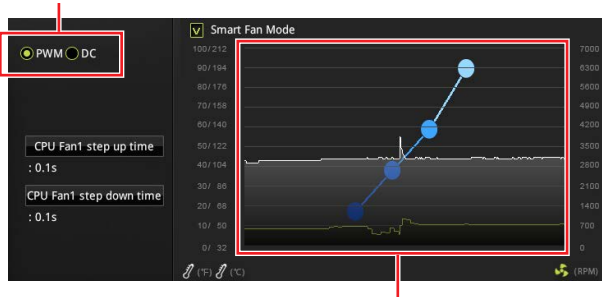 V Smart Fan Mode
PWM DC
100/212 7000
90/194 6300
80/176 5600
70/158 4900
60/140 4200
50/122 3500
40/104 2800
30/ 86 2100
20/ 68 1400
10/ 50 700
0/ 32 0
CPU Fan1 step up time
: 0.1s
CPU Fan1 step down time
: 0.1s
(°F) (°C) (RPM)